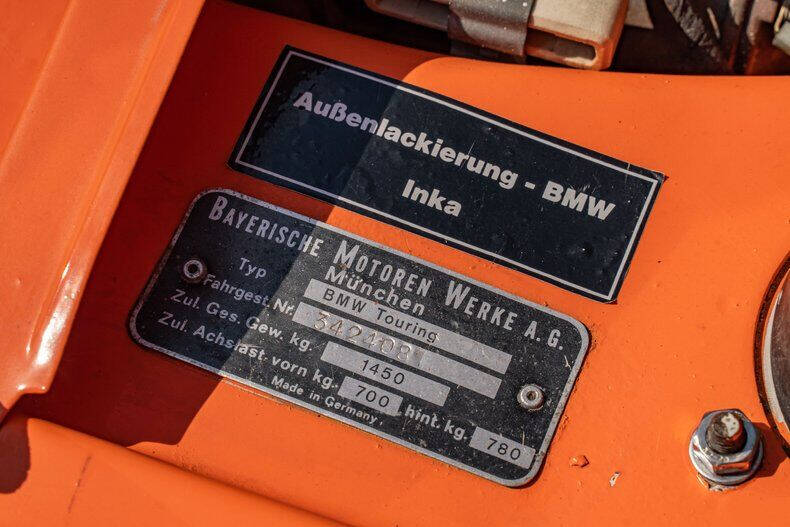 Außenlackierung - BMW
Inka
BAYERISCHE MOTOREN WERKE A.G.
München
Typ BMW Touring
Fahrgest. Nr. 3424081
Zul. Ges. Gew. kg. 1450
Zul. Achslast vorn kg. 700 hint. kg. 780
Made in Germany